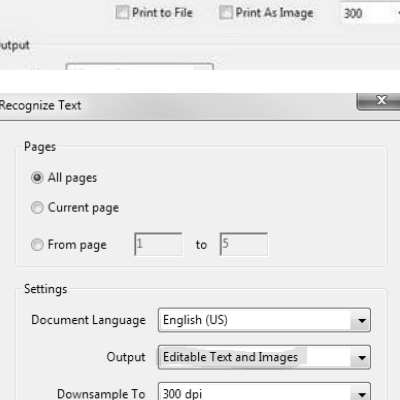 Print to File Print As Image 300
utput
Recognize Text
Pages
All pages
Current page
From page 1 to 5
Settings
Document Language English (US)
Output Editable Text and Images
Downsample To 300 dpi